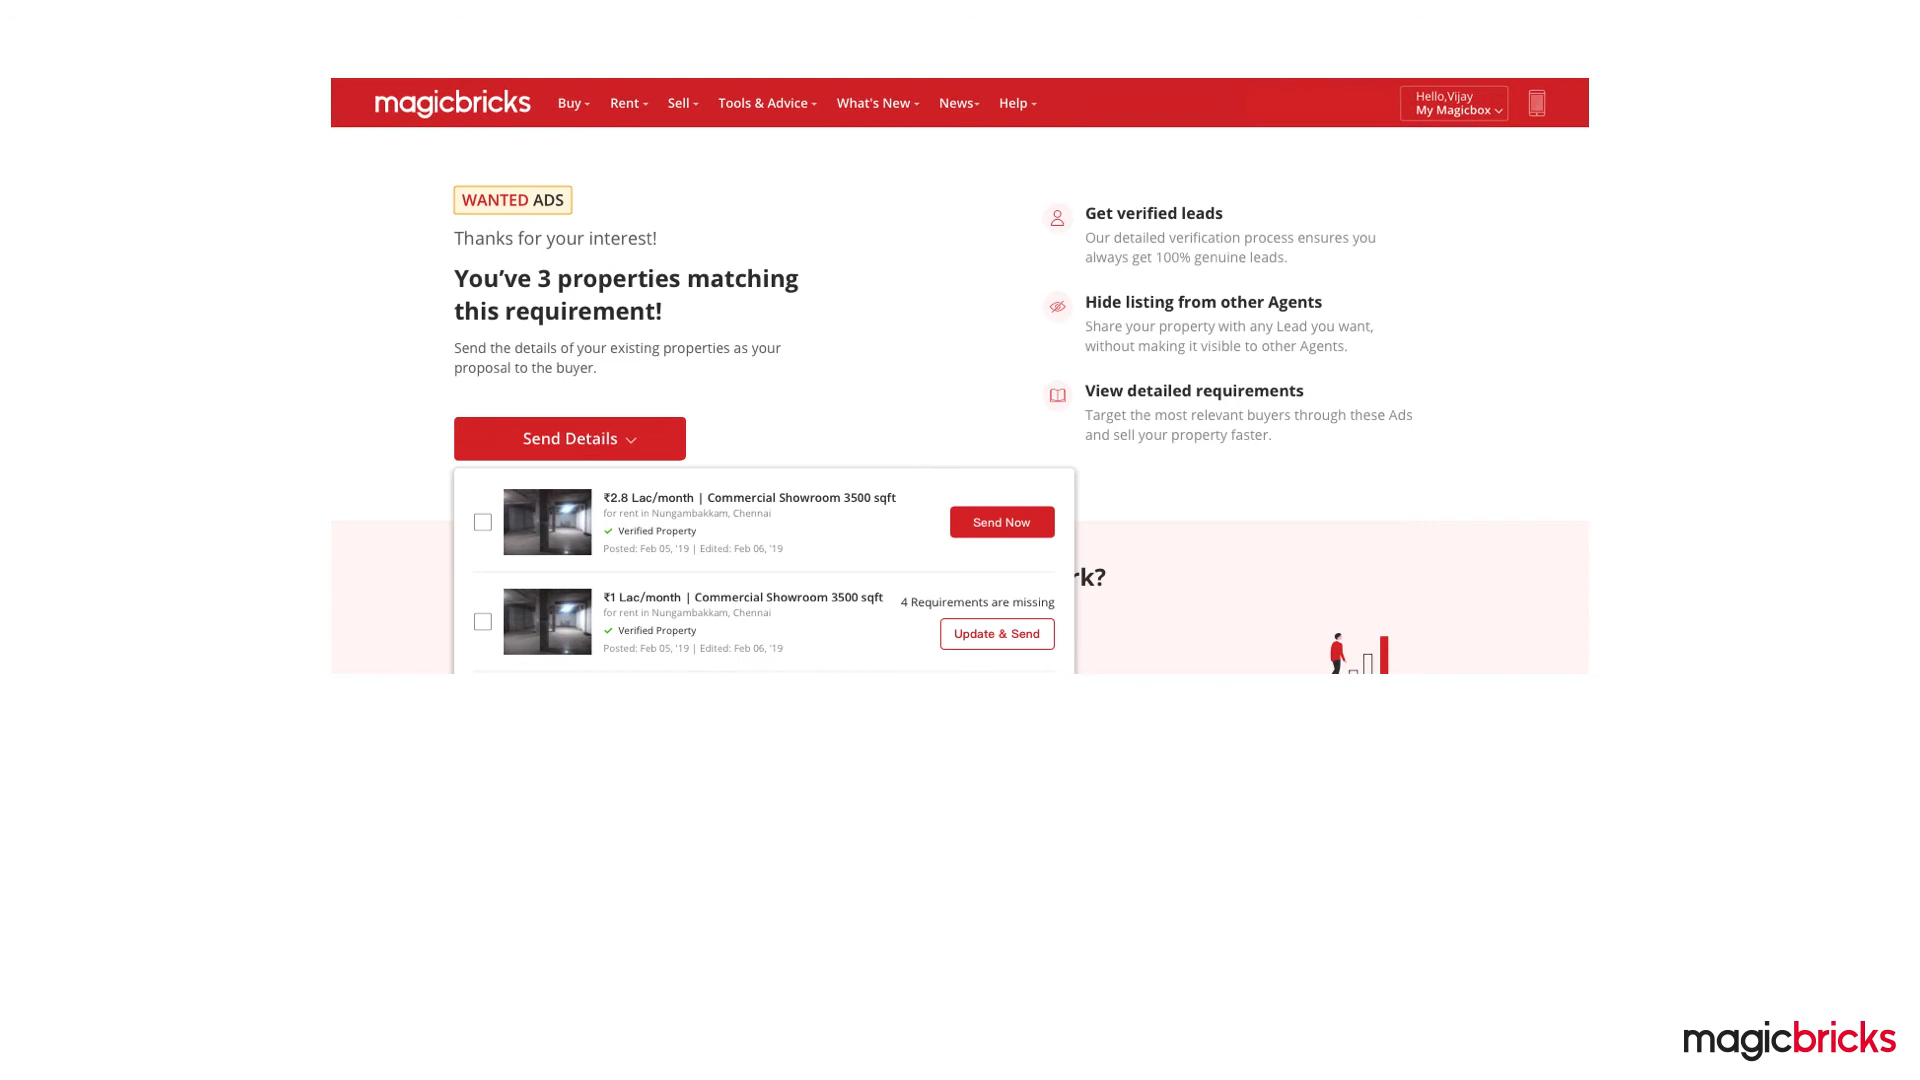 magicbricks Buy Rent Sell Tools & Advice What's New News Help
Hello,Vijay
My Magicbox
WANTED ADS
Thanks for your interest!
You’ve 3 properties matching
this requirement!
Send the details of your existing properties as your
proposal to the buyer.
Send Details
Get verified leads
Our detailed verification process ensures you
always get 100% genuine leads.
Hide listing from other Agents
Share your property with any Lead you want,
without making it visible to other Agents.
View detailed requirements
Target the most relevant buyers through these Ads
and sell your property faster.
₹2.8 Lac/month | Commercial Showroom 3500 sqft
for rent in Nungambakkam, Chennai
Verified Property
Posted: Feb 05, '19 | Edited: Feb 06, '19
Send Now
₹1 Lac/month | Commercial Showroom 3500 sqft
for rent in Nungambakkam, Chennai
Verified Property
Posted: Feb 05, '19 | Edited: Feb 06, '19
4 Requirements are missing
Update & Send
rk?
magicbricks